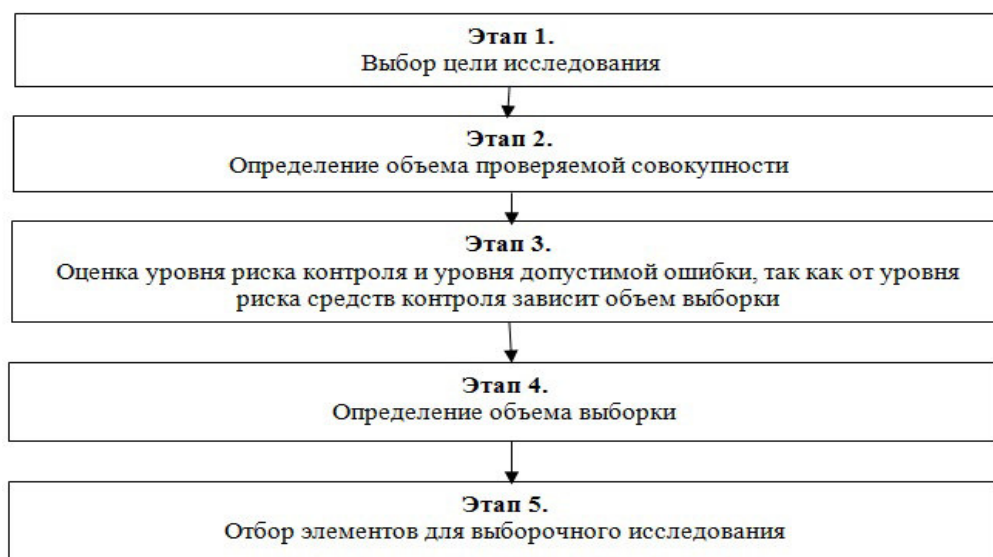 Этап 1.
Выбор цели исследования
Этап 2.
Определение объема проверяемой совокупности
Этап 3.
Оценка уровня риска контроля и уровня допустимой ошибки, так как от уровня
риска средств контроля зависит объем выборки
Этап 4.
Определение объема выборки
Этап 5.
Отбор элементов для выборочного исследования